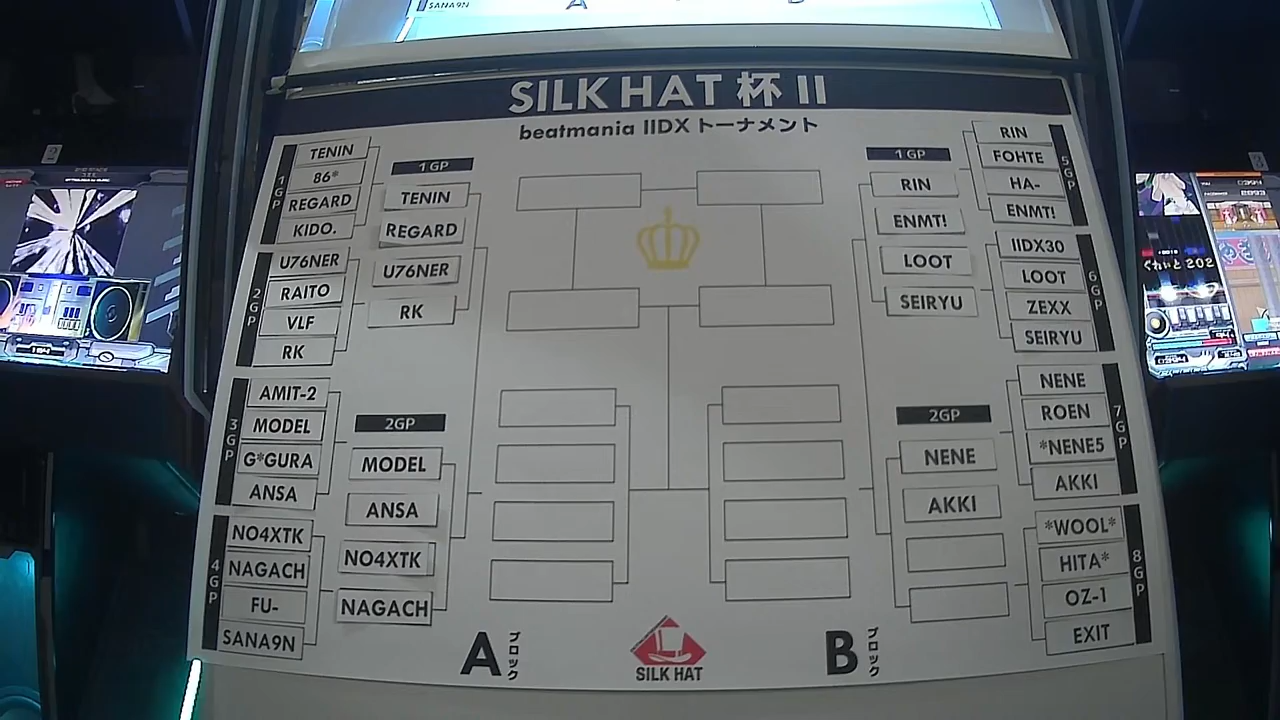 SANA9N
SILK HAT 杯 II
beatmania IIDX トーナメント
1GP
TENIN
86*
REGARD
KIDO.
2GP
U76NER
RAITO
VLF
RK
3GP
AMIT-2
MODEL
G*GURA
ANSA
4GP
NO4XTK
NAGACH
FU-
SANA9N
1GP
TENIN
REGARD
U76NER
RK
2GP
MODEL
ANSA
NO4XTK
NAGACH
A ブロック
SILK HAT
B ブロック
1GP
RIN
ENMT!
LOOT
SEIRYU
2GP
NENE
AKKI
5GP
RIN
FOHTE
HA-
ENMT!
6GP
IIDX30
LOOT
ZEXX
SEIRYU
7GP
NENE
ROEN
*NENE5
AKKI
8GP
*WOOL*
HITA*
OZ-1
EXIT